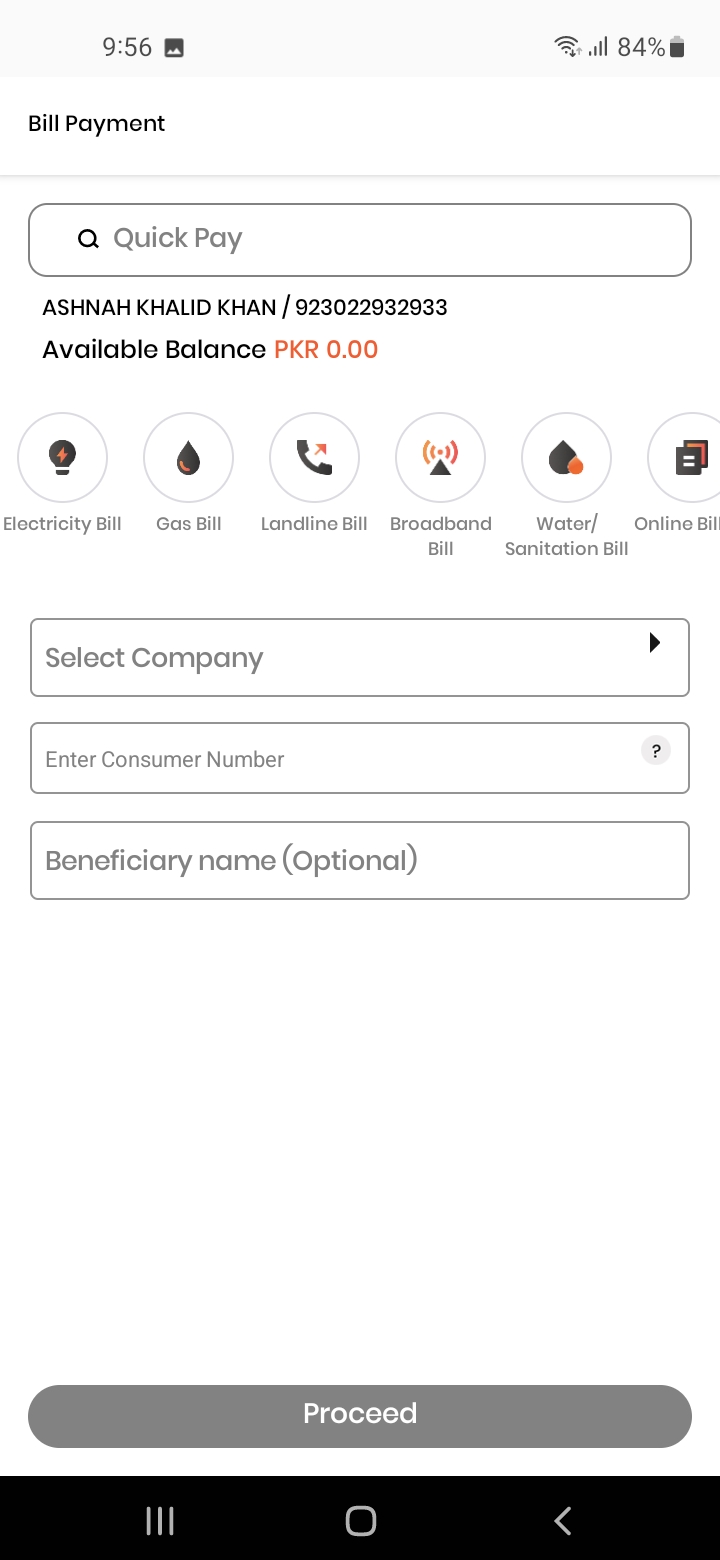 9:56
84%
Bill Payment
Quick Pay
ASHNAH KHALID KHAN / 923022932933
Available Balance PKR 0.00
Electricity Bill
Gas Bill
Landline Bill
Broadband
Bill
Water/
Sanitation Bill
Online Bill
Select Company
Enter Consumer Number
?
Beneficiary name (Optional)
Proceed